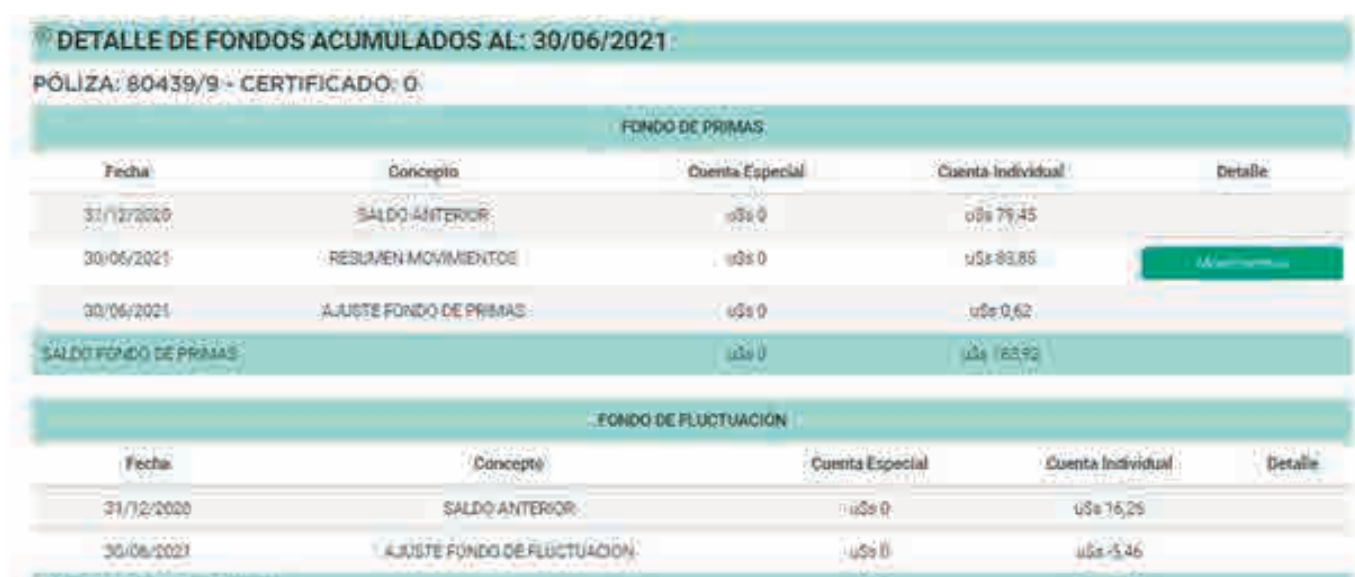 DETALLE DE FONDOS ACUMULADOS AL: 30/06/2021
PÓLIZA: 80439/9 - CERTIFICADO: 0
FONDO DE PRIMAS
Fecha Concepto Cuenta Especial Cuenta Individual Detalle
31/12/2020 SALDO ANTERIOR u$s 0 u$s 79,45
30/06/2021 RESUMEN MOVIMIENTOS u$s 0 u$s 83,85
30/06/2021 AJUSTE FONDO DE PRIMAS u$s 0 u$s 0,62
SALDO FONDO DE PRIMAS u$s 0 u$s 163,92
FONDO DE FLUCTUACIÓN
Fecha Concepto Cuenta Especial Cuenta Individual Detalle
31/12/2020 SALDO ANTERIOR u$s 0 u$s 16,26
30/06/2021 AJUSTE FONDO DE FLUCTUACION u$s 0 u$s -5,46